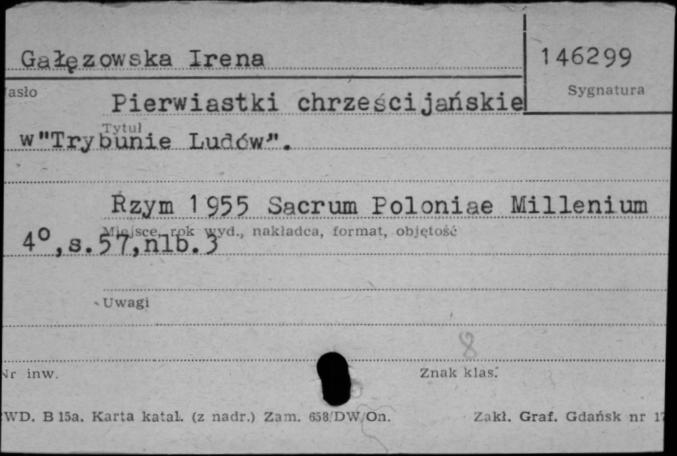 Gałęzowska Irena
146299
Sygnatura
Pierwiastki chrześcijańskie
Tytuł
w"Trybunie Ludów".
Rzym 1955 Sacrum Poloniae Millenium
Miejsce, rok wyd., nakładca, format, objętość
4°, s.57, nlb.3
Uwagi
8
Nr inw.
Znak klas.
WD. B 15a. Karta katal. (z nadr.) Zam. 658/DW/On.
Zakł. Graf. Gdańsk nr